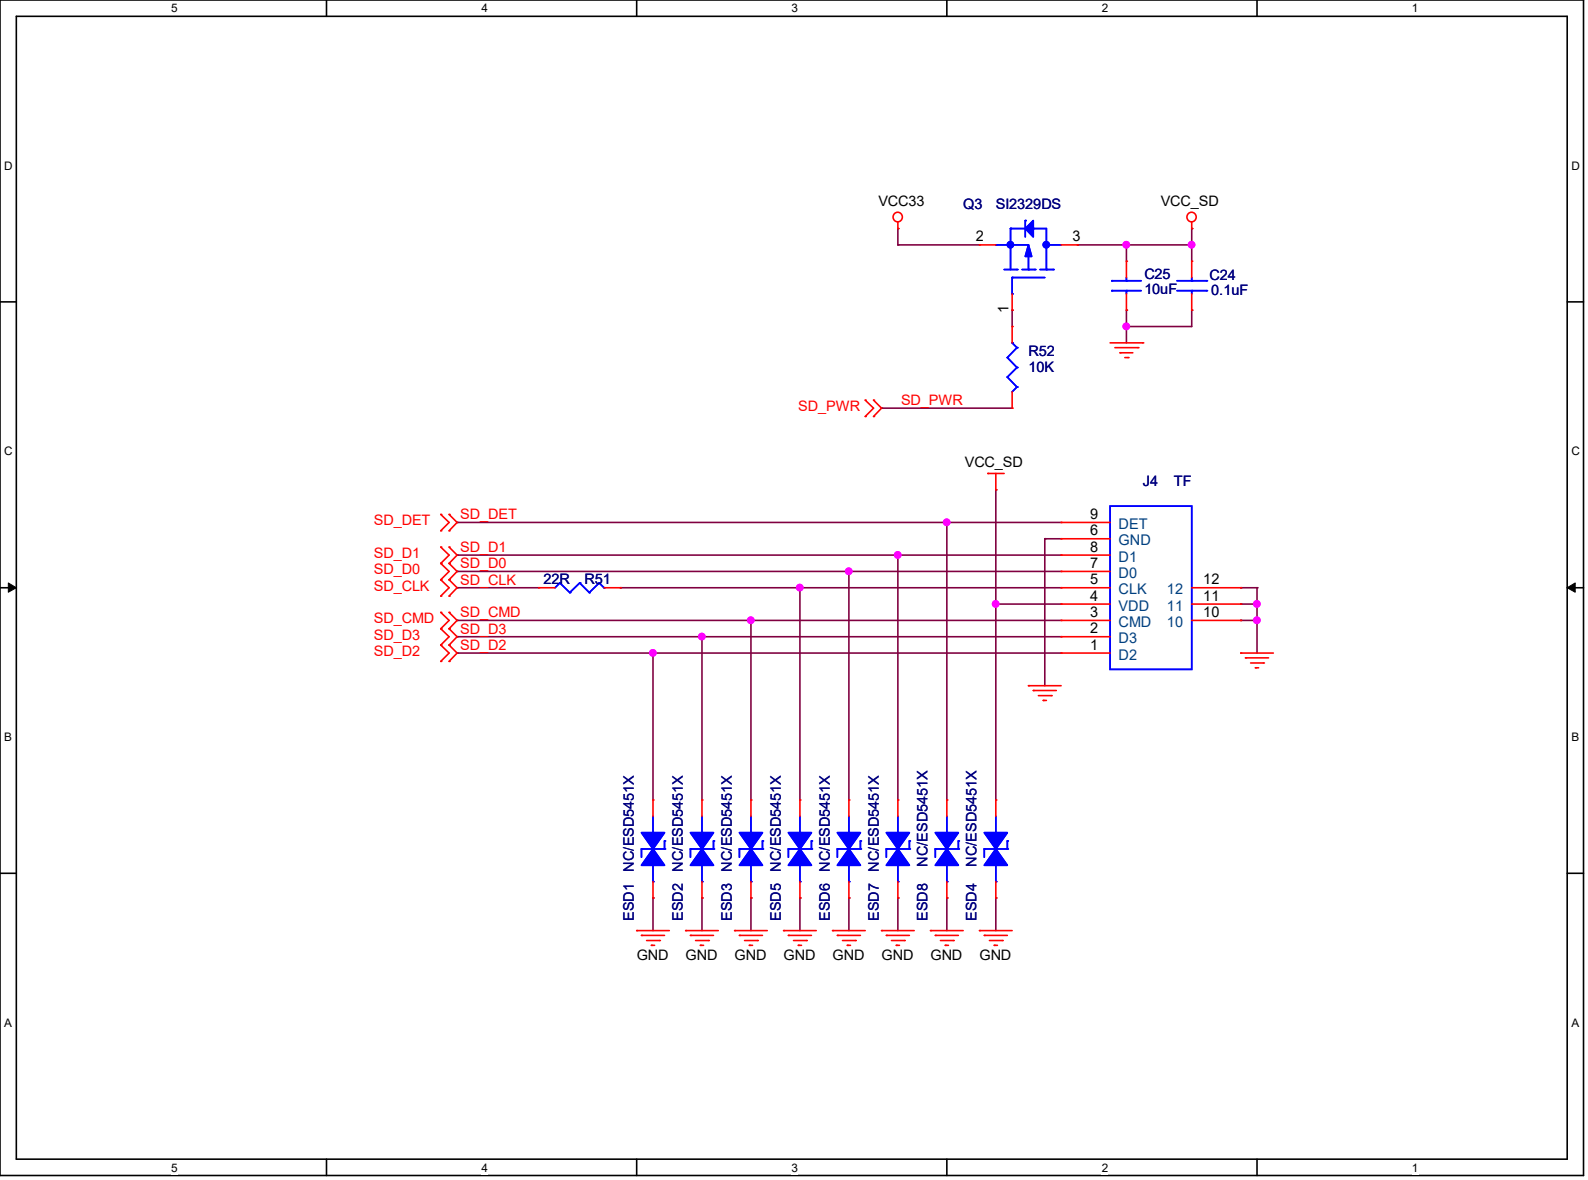 5 4 3 2 1
D D
VCC33 Q3 SI2329DS VCC_SD
2 3
C25 C24
10uF 0.1uF
1
R52
10K
SD_PWR SD_PWR
C C
VCC_SD
J4 TF
SD_DET SD_DET 9 DET
6 GND
SD_D1 SD_D1 8 D1
SD_D0 SD_D0 7 D0
SD_CLK SD_CLK 22R R51 5 CLK 12 12
4 VDD 11 11
SD_CMD SD_CMD 3 CMD 10 10
SD_D3 SD_D3 2 D3
SD_D2 SD_D2 1 D2
B B
ESD1 NC/ESD5451X
ESD2 NC/ESD5451X
ESD3 NC/ESD5451X
ESD5 NC/ESD5451X
ESD6 NC/ESD5451X
ESD7 NC/ESD5451X
ESD8 NC/ESD5451X
ESD4 NC/ESD5451X
GND GND GND GND GND GND GND GND
A A
5 4 3 2 1